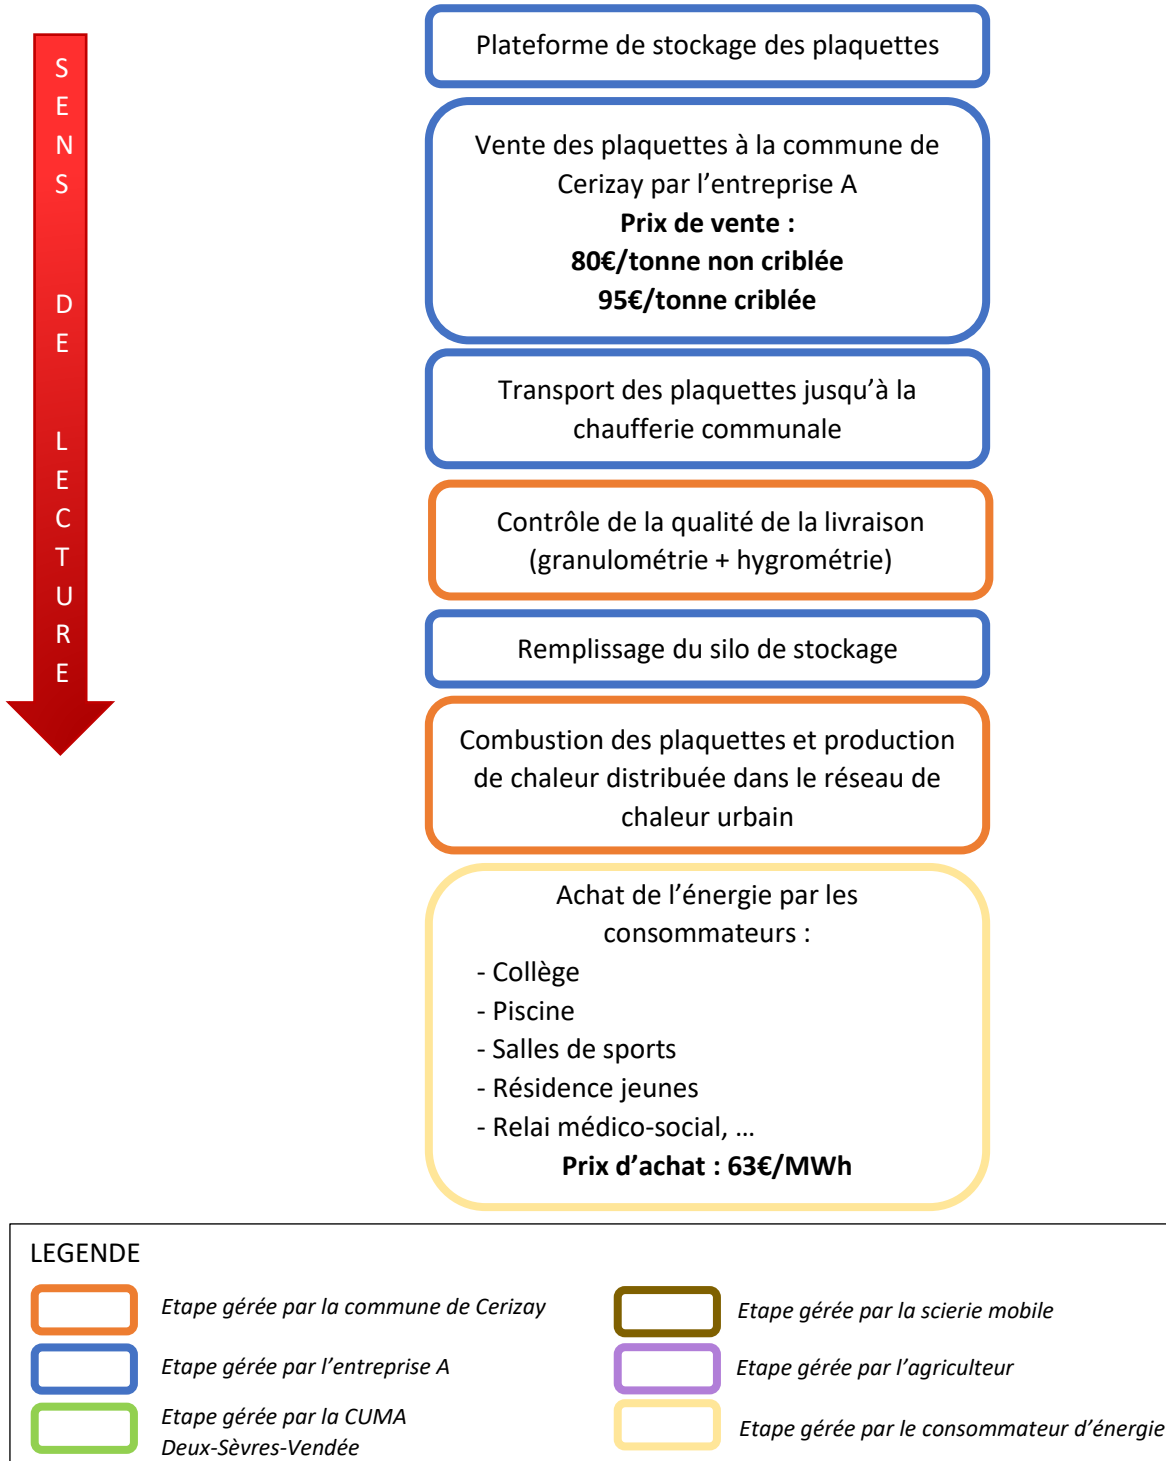 SENS DE LECTURE
Plateforme de stockage des plaquettes
Vente des plaquettes à la commune de
Cerizay par l’entreprise A
Prix de vente :
80€/tonne non criblée
95€/tonne criblée
Transport des plaquettes jusqu’à la
chaufferie communale
Contrôle de la qualité de la livraison
(granulométrie + hygrométrie)
Remplissage du silo de stockage
Combustion des plaquettes et production
de chaleur distribuée dans le réseau de
chaleur urbain
Achat de l’énergie par les
consommateurs :
- Collège
- Piscine
- Salles de sports
- Résidence jeunes
- Relai médico-social, …
Prix d’achat : 63€/MWh
LEGENDE
Etape gérée par la commune de Cerizay
Etape gérée par l’entreprise A
Etape gérée par la CUMA
Deux-Sèvres-Vendée
Etape gérée par la scierie mobile
Etape gérée par l’agriculteur
Etape gérée par le consommateur d’énergie